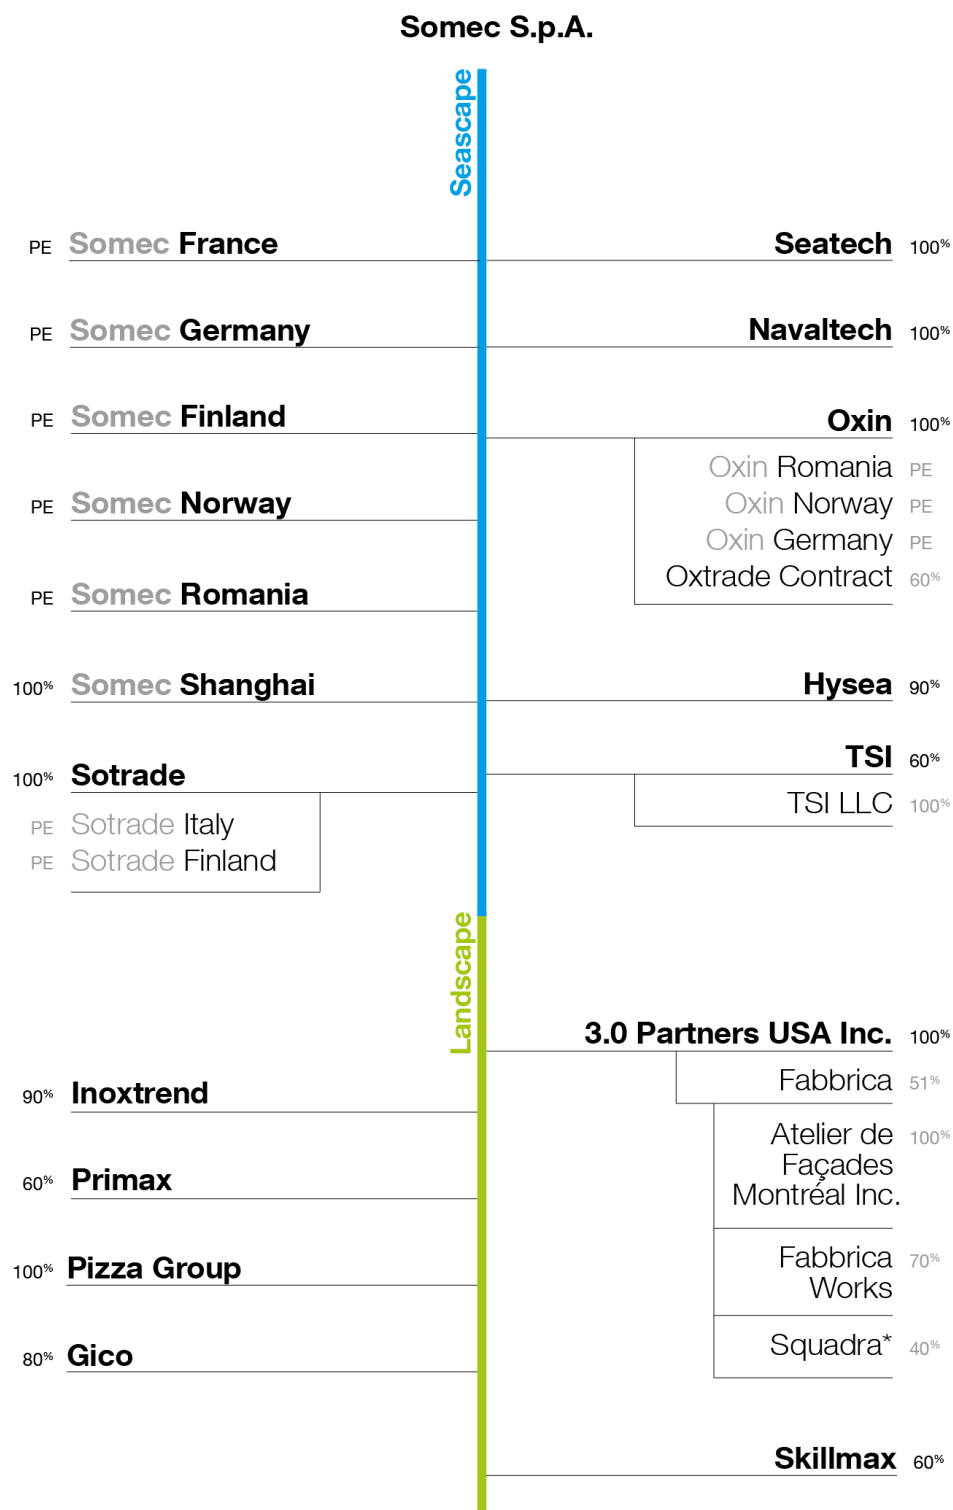 Somec S.p.A.
Seascape
PE Somec France
PE Somec Germany
PE Somec Finland
PE Somec Norway
PE Somec Romania
100% Somec Shanghai
100% Sotrade
PE Sotrade Italy
PE Sotrade Finland
Seatech 100%
Navaltech 100%
Oxin 100%
Oxin Romania PE
Oxin Norway PE
Oxin Germany PE
Oxtrade Contract 60%
Hysea 90%
TSI 60%
TSI LLC 100%
Landscape
90% Inoxtrend
60% Primax
100% Pizza Group
80% Gico
3.0 Partners USA Inc. 100%
Fabbrica 51%
Atelier de 100%
Façades
Montréal Inc.
Fabbrica 70%
Works
Squadra* 40%
Skillmax 60%